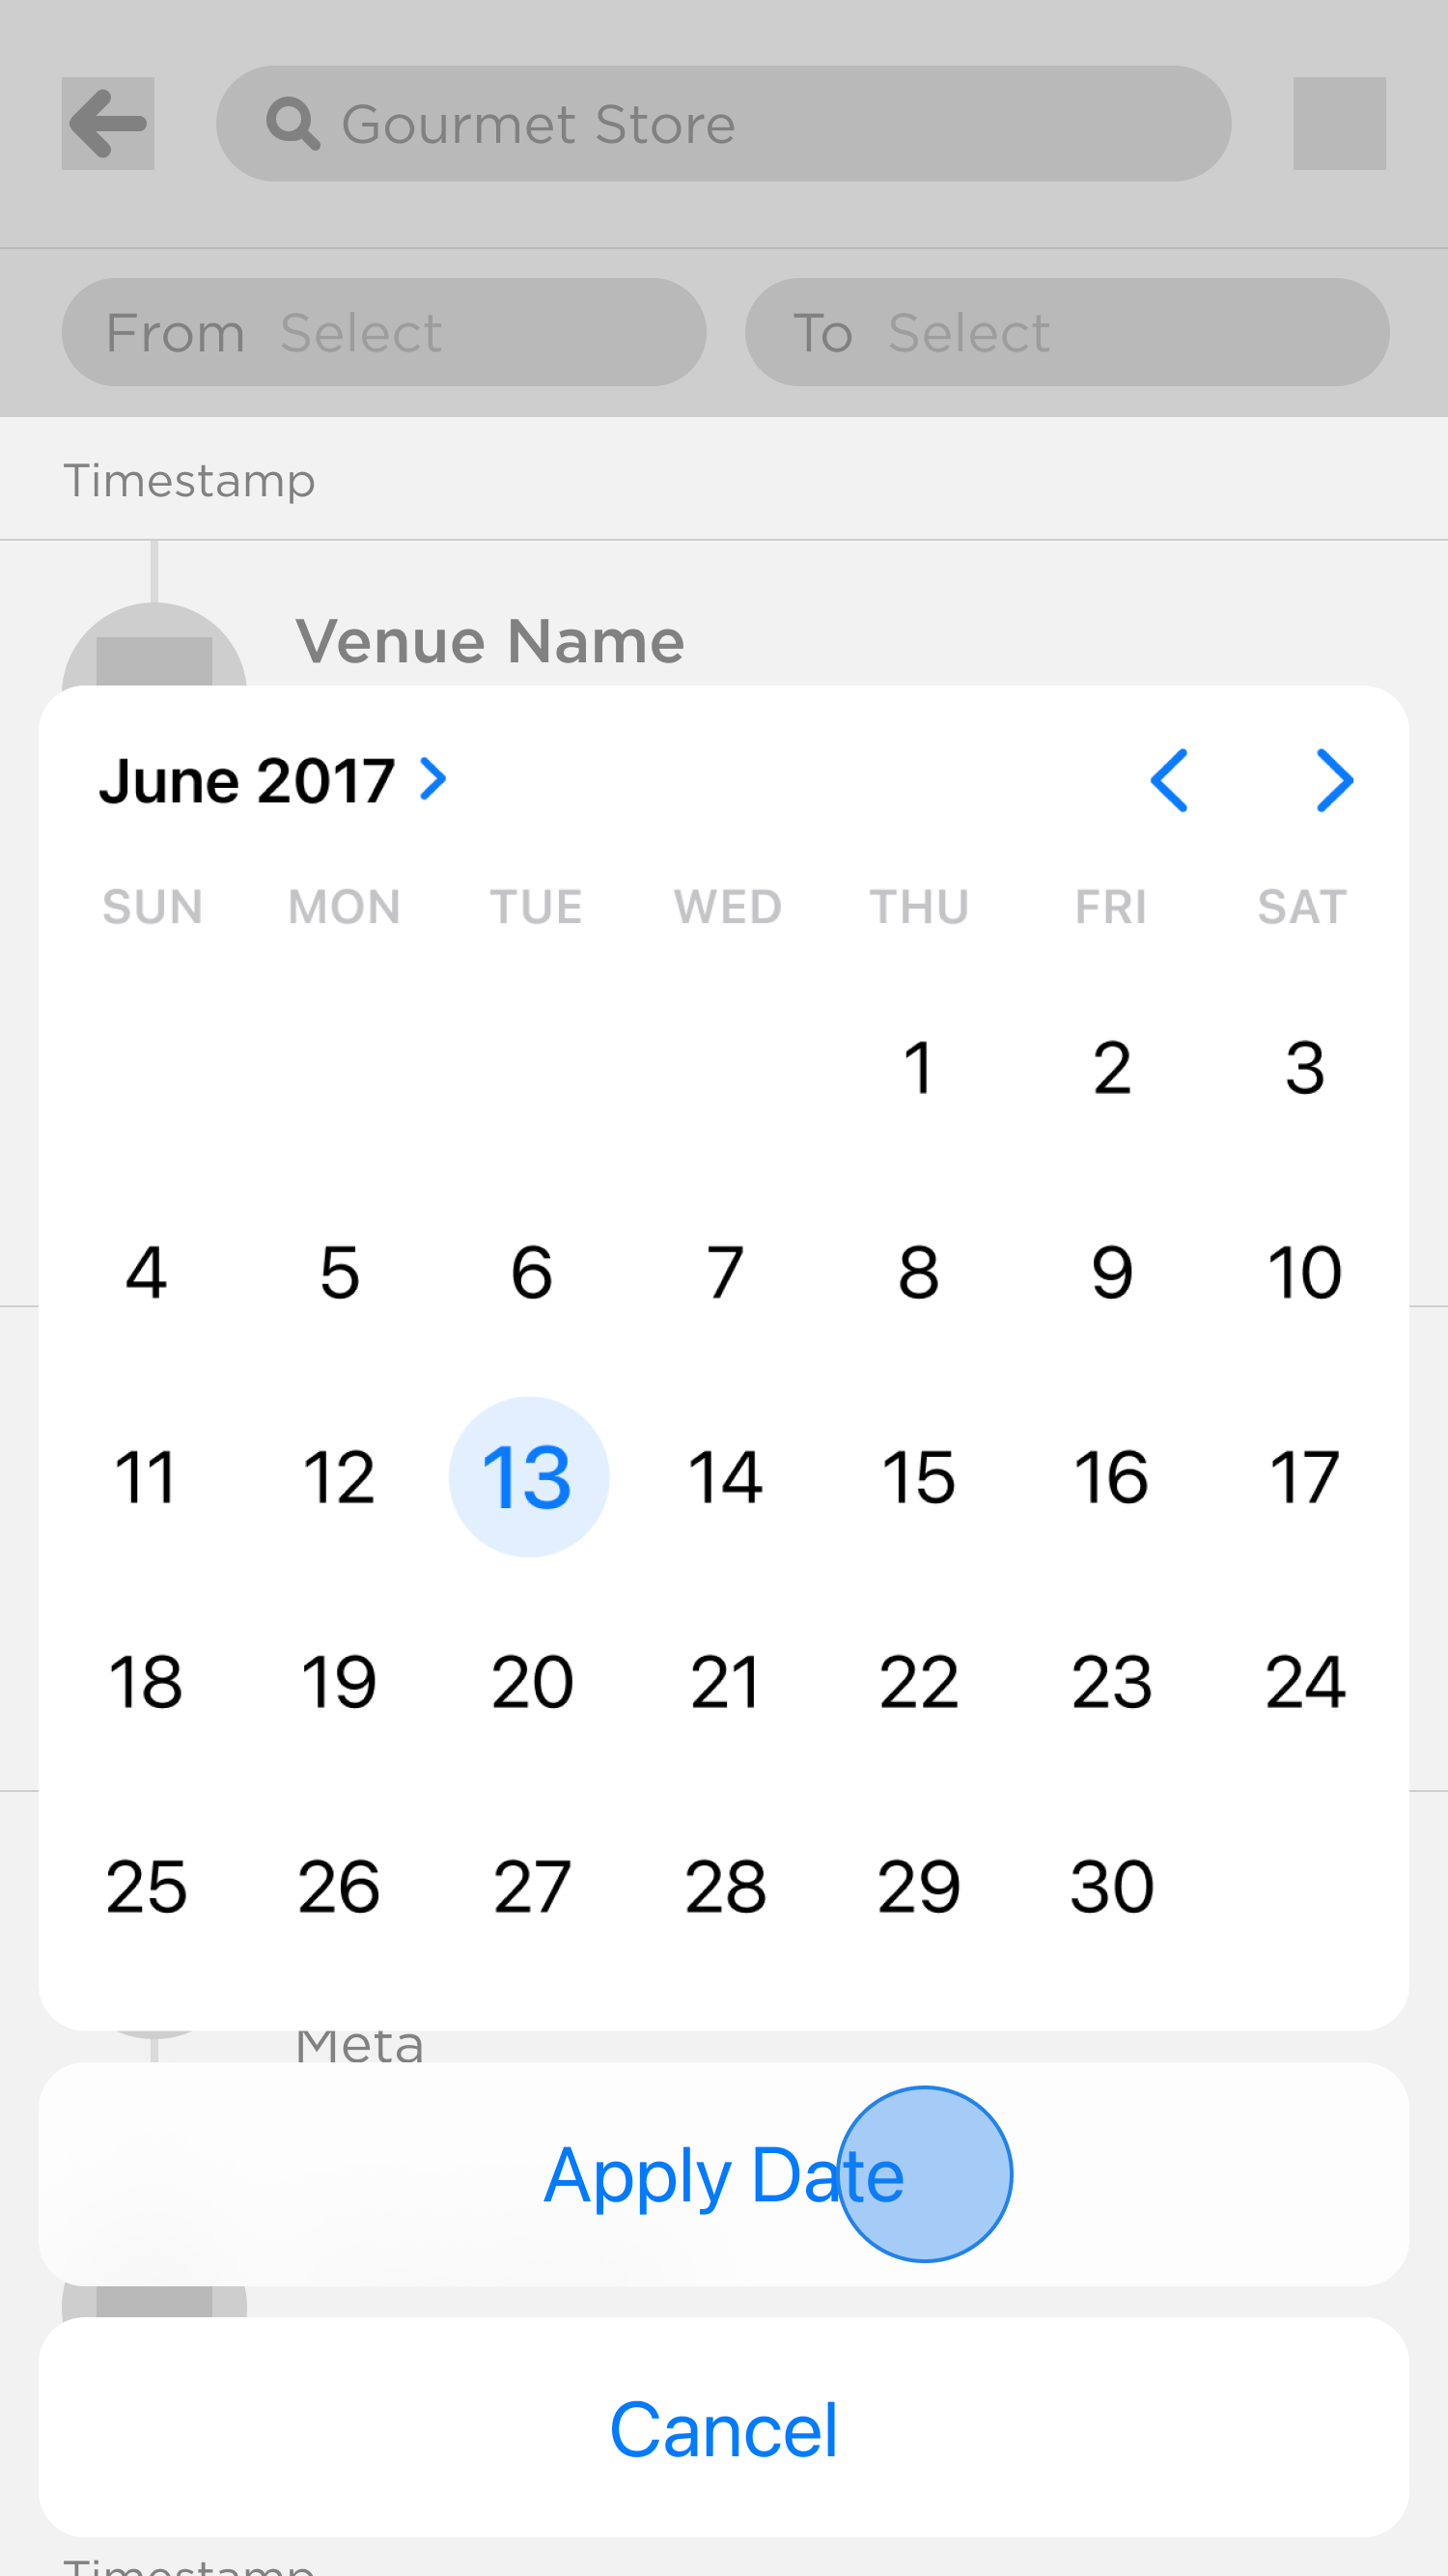 Gourmet Store
From Select To Select
Timestamp
Venue Name
June 2017
SUN MON TUE WED THU FRI SAT
1 2 3
4 5 6 7 8 9 10
11 12 13 14 15 16 17
18 19 20 21 22 23 24
25 26 27 28 29 30
Meta
Apply Date
Cancel
Timestamp